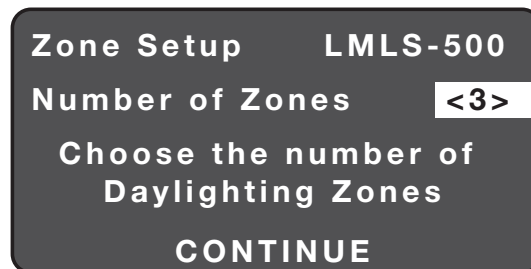 Zone Setup LMLS-500
Number of Zones <3>
Choose the number of
Daylighting Zones
CONTINUE